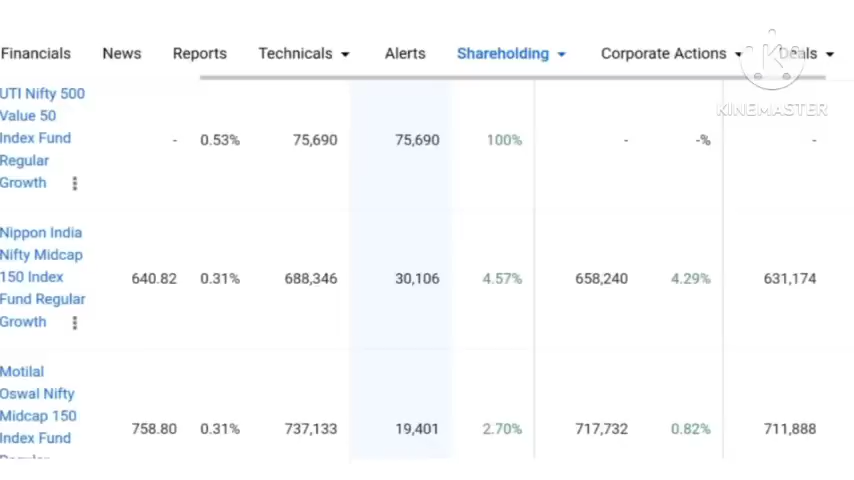 Financials News Reports Technicals Alerts Shareholding Corporate Actions Deals
KINEMASTER
UTI Nifty 500
Value 50
Index Fund
Regular
Growth
- 0.53% 75,690 75,690 100% - -% -
Nippon India
Nifty Midcap
150 Index
Fund Regular
Growth
640.82 0.31% 688,346 30,106 4.57% 658,240 4.29% 631,174
Motilal
Oswal Nifty
Midcap 150
Index Fund
758.80 0.31% 737,133 19,401 2.70% 717,732 0.82% 711,888